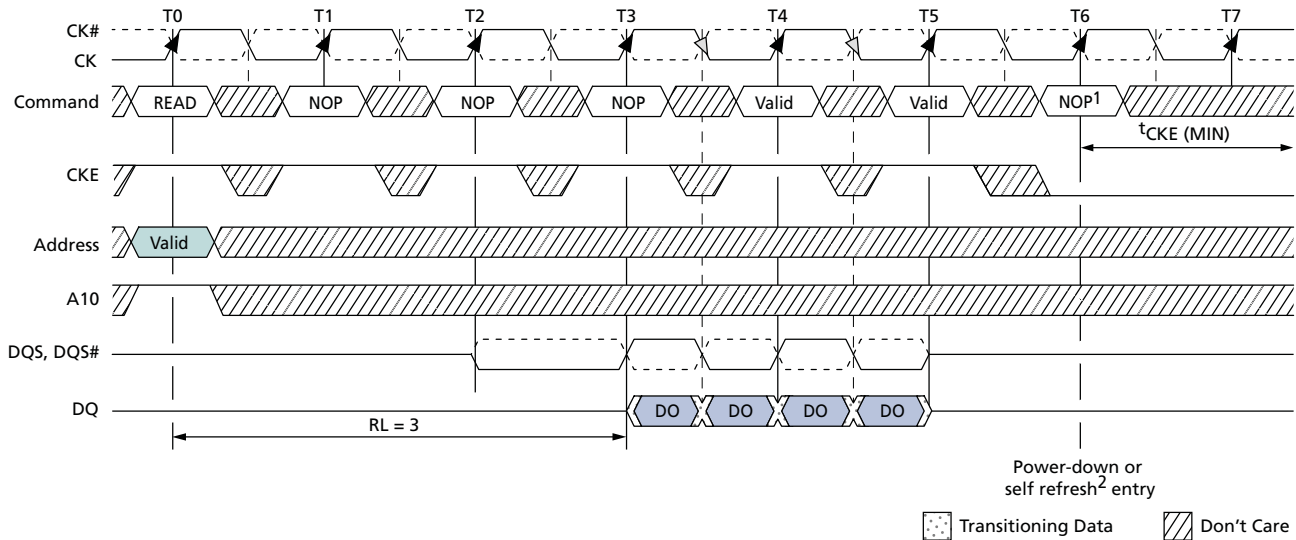 T0 T1 T2 T3 T4 T5 T6 T7
CK#
CK
Command READ NOP NOP NOP Valid Valid NOP1
tCKE (MIN)
CKE
Address Valid
A10
DQS, DQS#
DQ DO DO DO DO
RL = 3
Power-down or
self refresh2 entry
Transitioning Data Don't Care